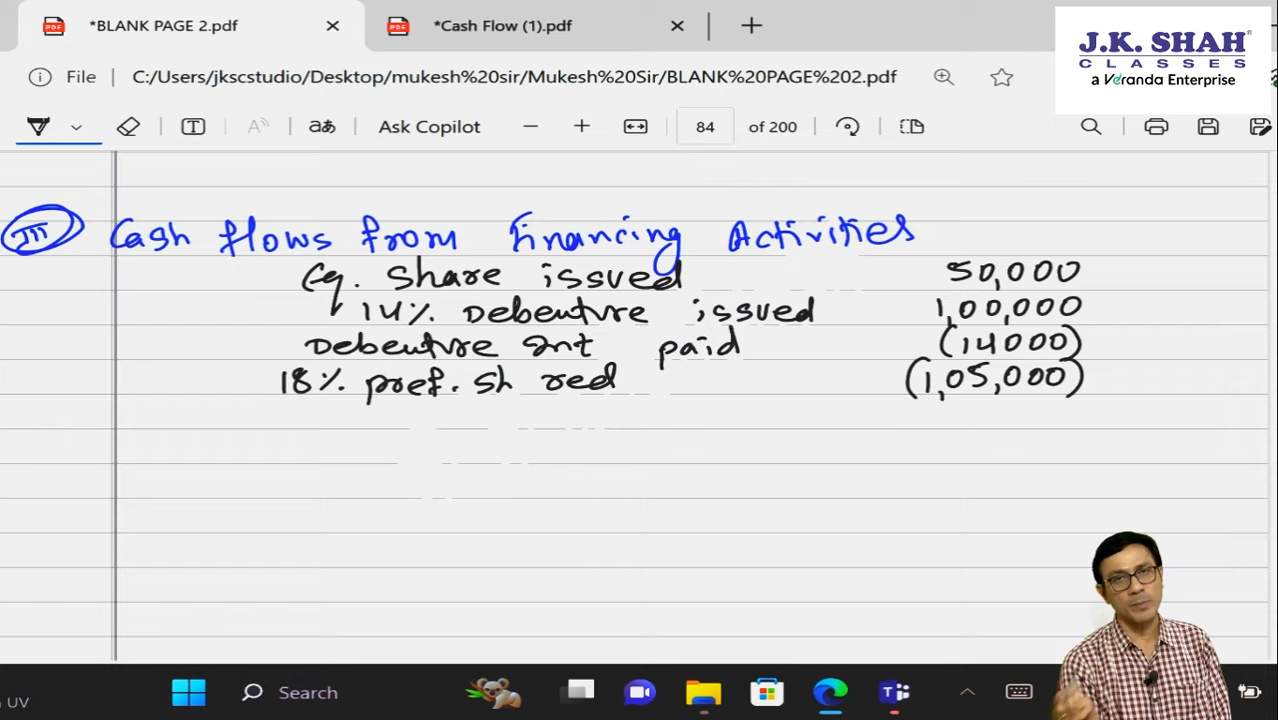 *BLANK PAGE 2.pdf
*Cash Flow (1).pdf
J.K. SHAH®
CLASSES
a Veranda Enterprise
File C:/Users/jkscstudio/Desktop/mukesh%20sir/Mukesh%20Sir/BLANK%20PAGE%202.pdf
Ask Copilot 84 of 200
III Cash flows from Financing Activities
Eq. Share issued 50,000
14% Debenture issued 1,00,000
Debenture Int paid (14000)
18% pref. sh red (1,05,000)
UV
Search